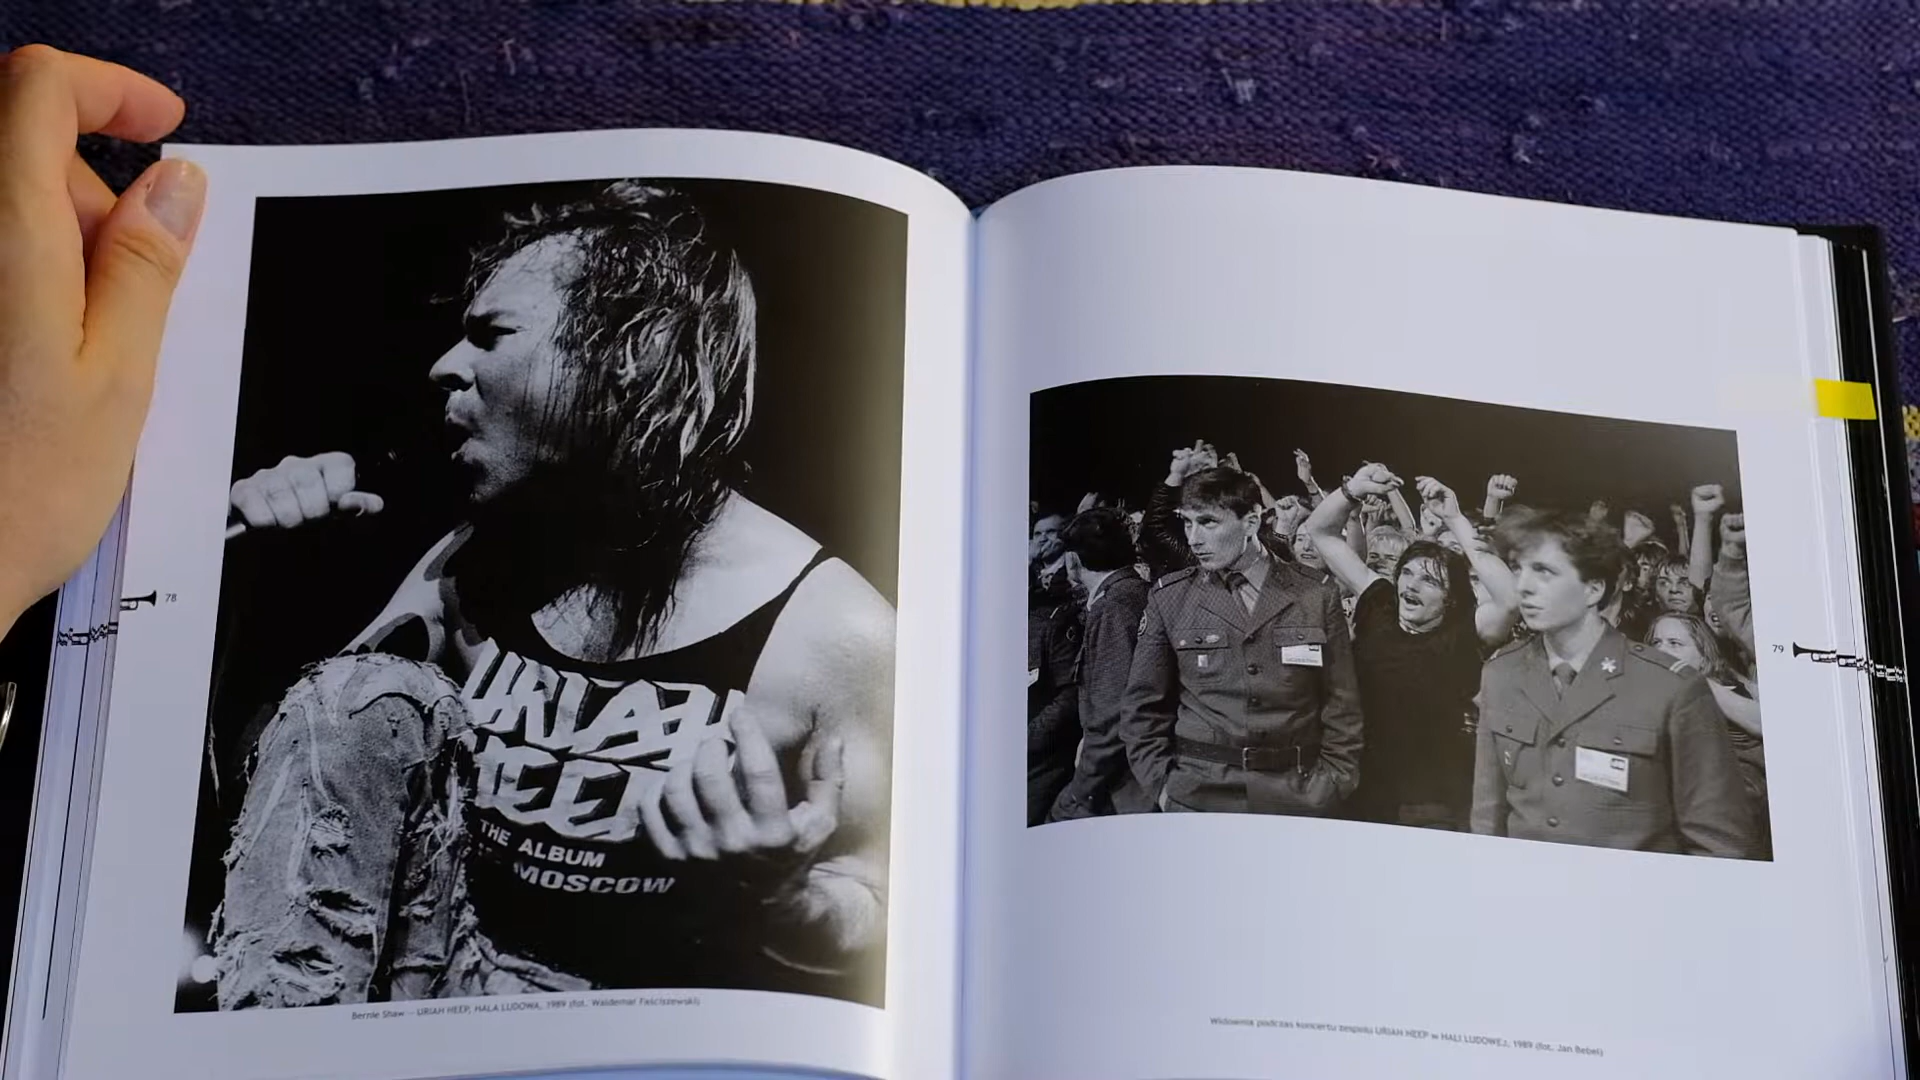 78
URIAH
HEEP
THE ALBUM
MOSCOW
Bernie Shaw — URIAH HEEP, HALA LUDOWA, 1989 (fot. Waldemar Feściszewski)
79
Widownia podczas koncertu zespołu URIAH HEEP w HALI LUDOWEJ, 1989 (fot. Jan Bebel)